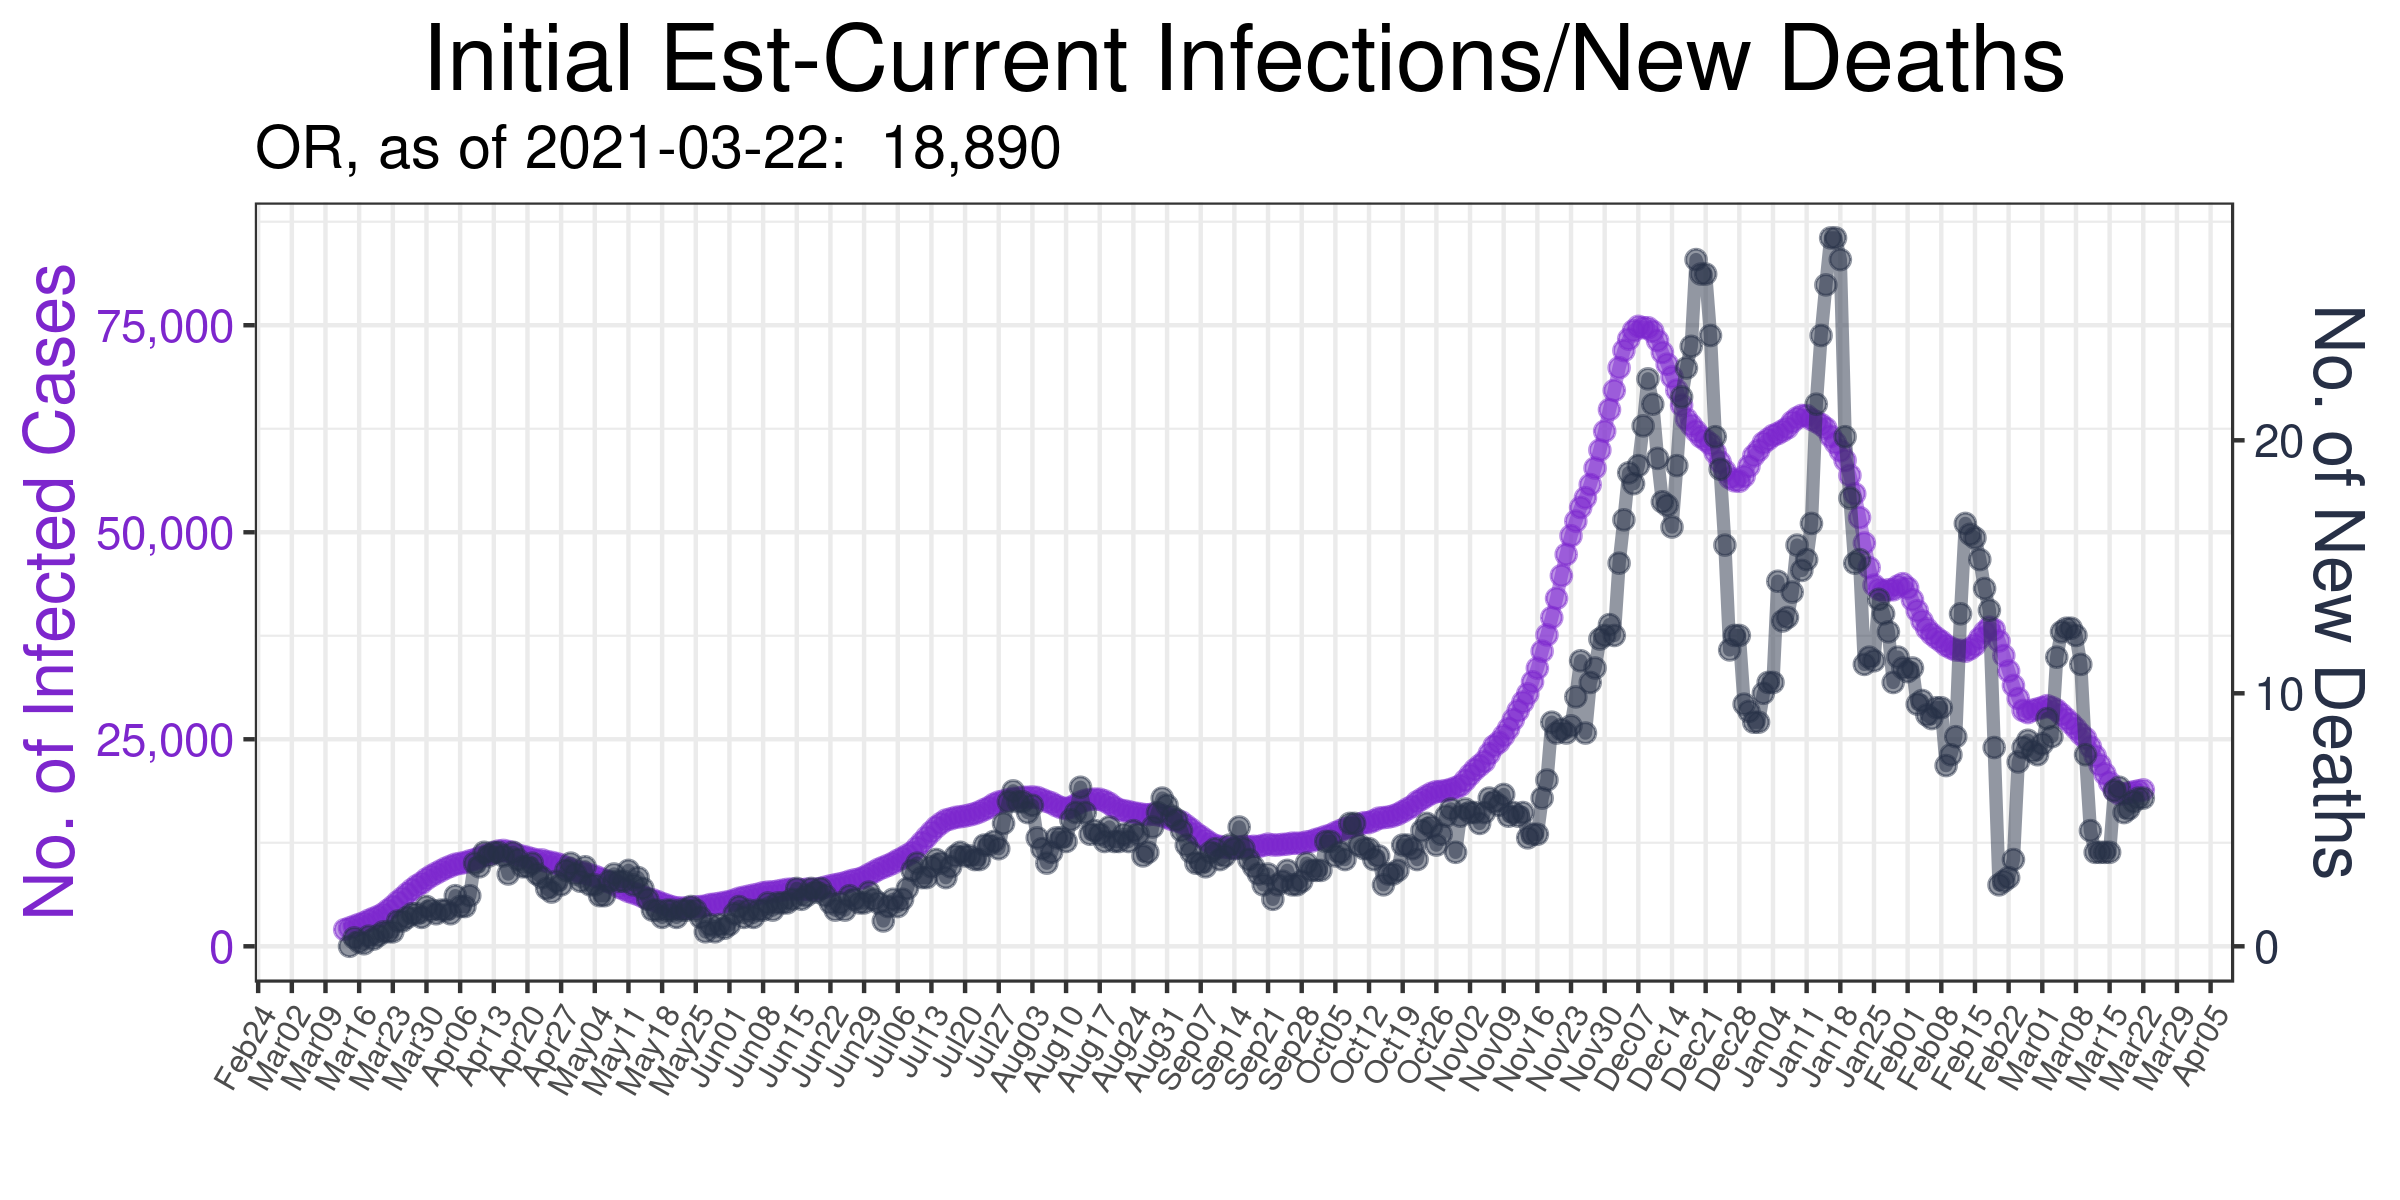 Initial Est-Current Infections/New Deaths
OR, as of 2021-03-22:  18,890
No. of Infected Cases
75,000
50,000
25,000
0
No. of New Deaths
20
10
0
Feb24
Mar02
Mar09
Mar16
Mar23
Mar30
Apr06
Apr13
Apr20
Apr27
May04
May11
May18
May25
Jun01
Jun08
Jun15
Jun22
Jun29
Jul06
Jul13
Jul20
Jul27
Aug03
Aug10
Aug17
Aug24
Aug31
Sep07
Sep14
Sep21
Sep28
Oct05
Oct12
Oct19
Oct26
Nov02
Nov09
Nov16
Nov23
Nov30
Dec07
Dec14
Dec21
Dec28
Jan04
Jan11
Jan18
Jan25
Feb01
Feb08
Feb15
Feb22
Mar01
Mar08
Mar15
Mar22
Mar29
Apr05